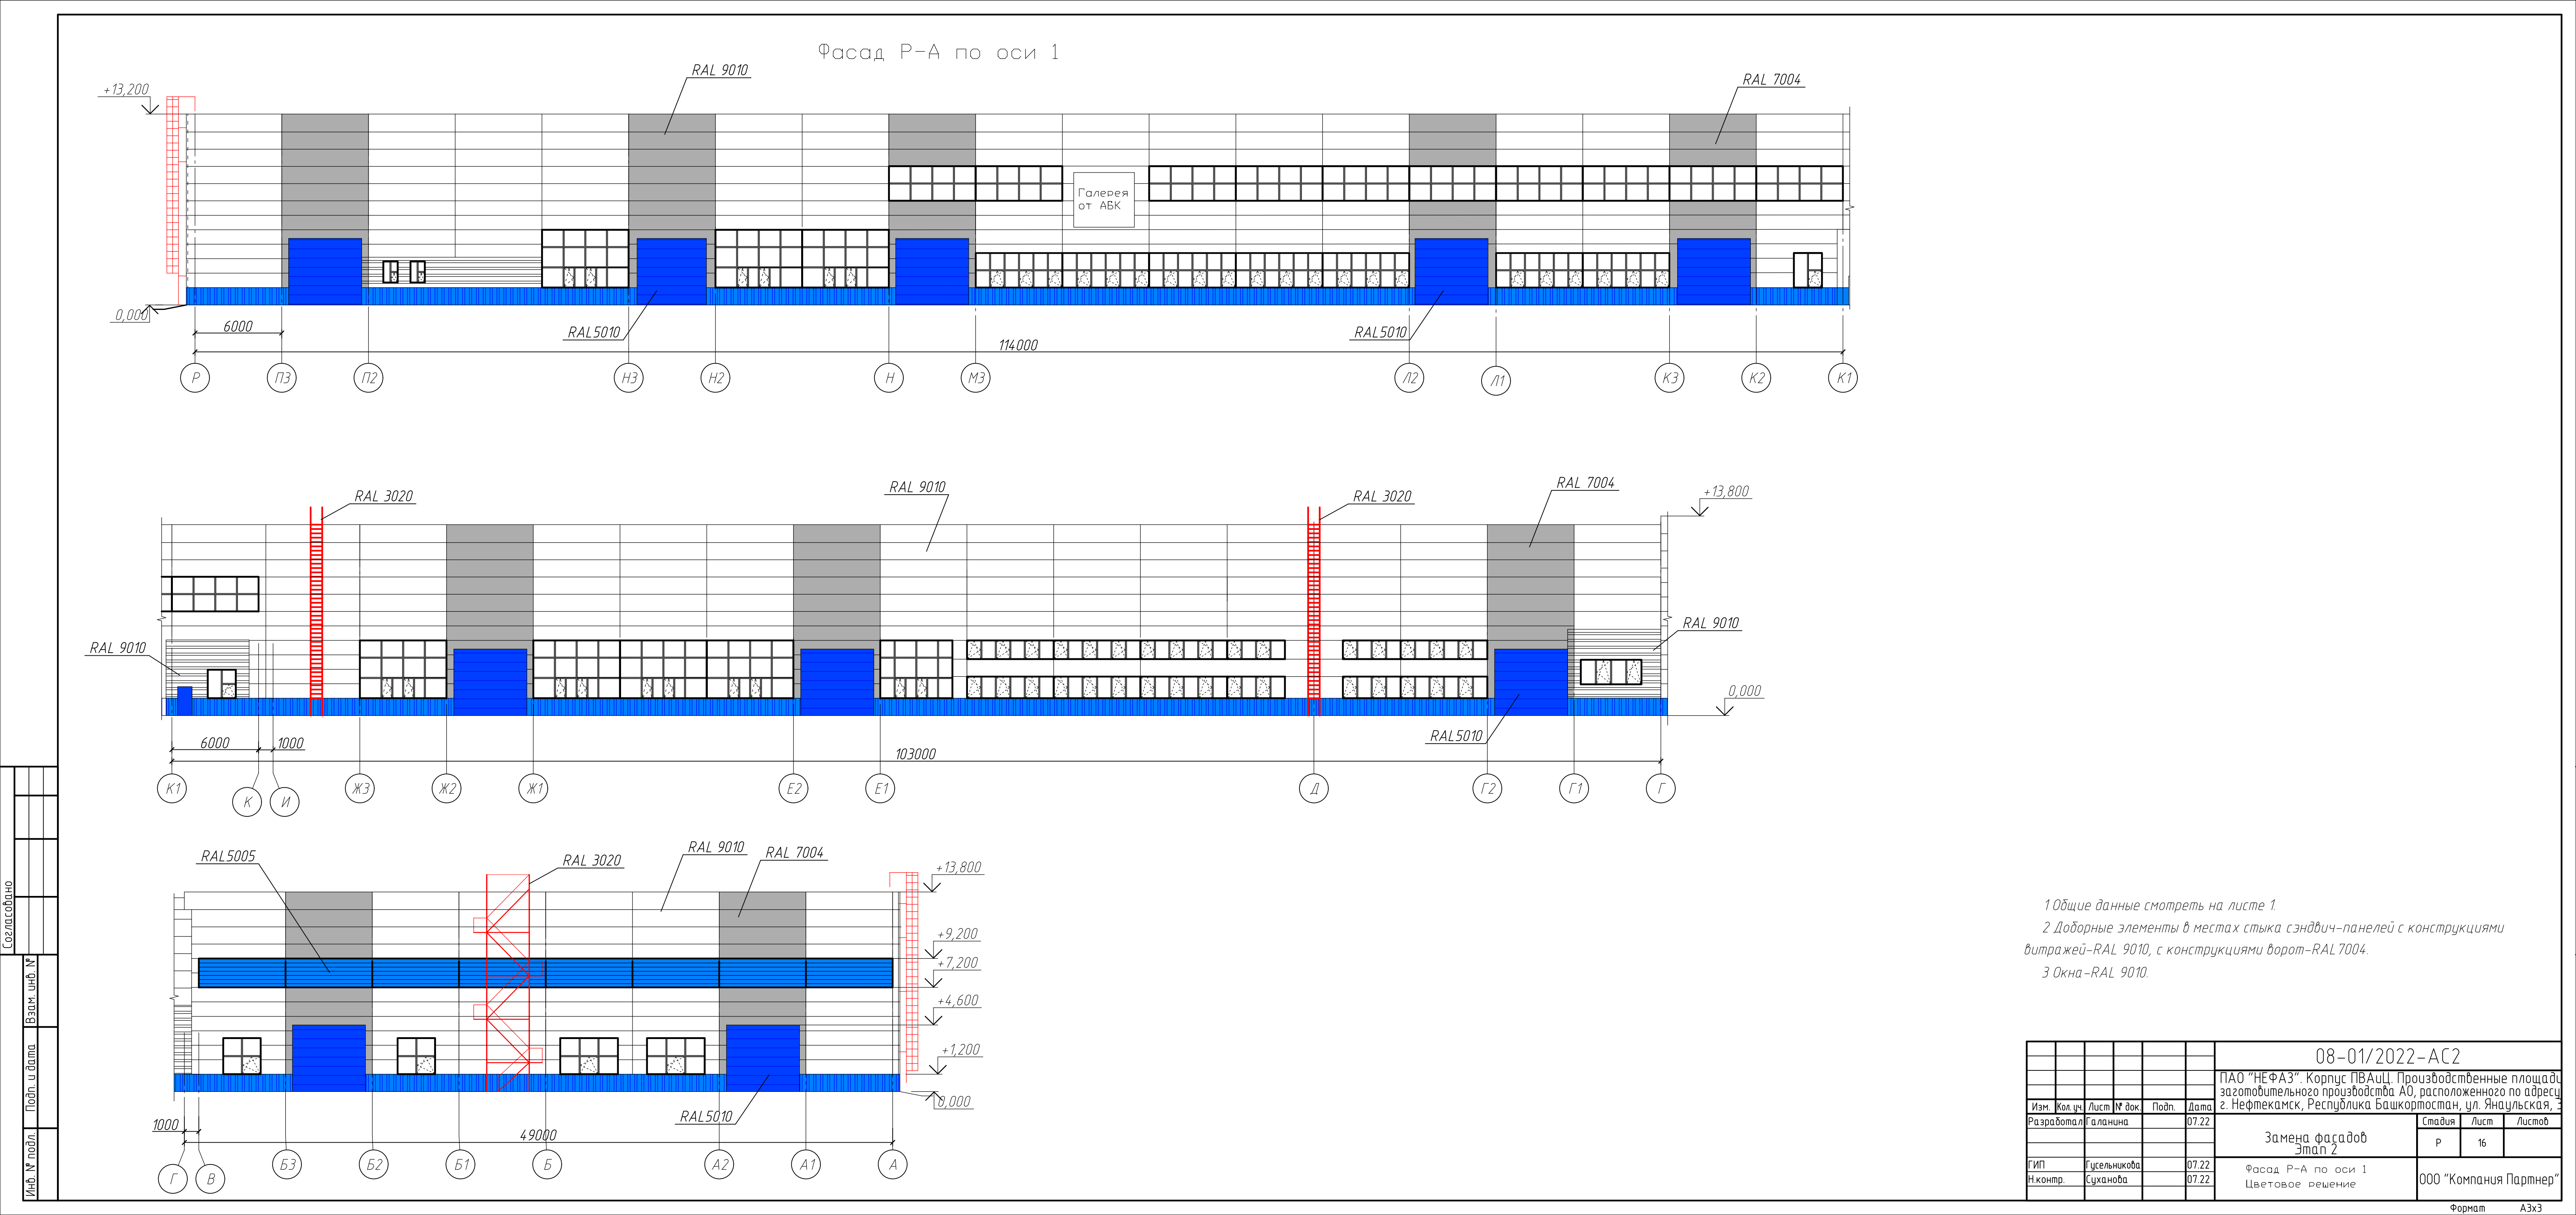 Фасад Р-А по оси 1
RAL 9010
RAL 7004
+13,200
Галерея
от АБК
0,000
6000
RAL5010
RAL5010
114000
Р
П3
П2
Н3
Н2
Н
М3
Л2
Л1
К3
К2
К1
RAL 3020
RAL 9010
RAL 3020
RAL 7004
+13,800
RAL 9010
RAL 9010
0,000
RAL5010
6000
1000
103000
К1
К
И
Ж3
Ж2
Ж1
Е2
Е1
Д
Г2
Г1
Г
RAL5005
RAL 3020
RAL 9010
RAL 7004
+13,800
+9,200
+7,200
+4,600
+1,200
0,000
RAL5010
1000
49000
Г
В
Б3
Б2
Б1
Б
А2
А1
А
1 Общие данные смотреть на листе 1.
2 Доборные элементы в местах стыка сэндвич-панелей с конструкциями
витражей-RAL 9010, с конструкциями ворот-RAL7004.
3 Окна-RAL 9010.
Согласовано
Взам. инв. №
Подп. и дата
Инв. № подл.
08-01/2022-АС2
ПАО "НЕФАЗ". Корпус ПВАиЦ. Производственные площади
заготовительного производства АО, расположенного по адресу
г. Нефтекамск, Республика Башкортостан, ул. Янаульская,
Изм. Кол.уч. Лист № док. Подп. Дата
Разработал Галанина 07.22
Замена фасадов
Этап 2
Стадия Лист Листов
Р 16
ГИП Гусельникова 07.22
Н.контр. Суханова 07.22
Фасад Р-А по оси 1
Цветовое решение
ООО "Компания Партнер"
Формат А3х3